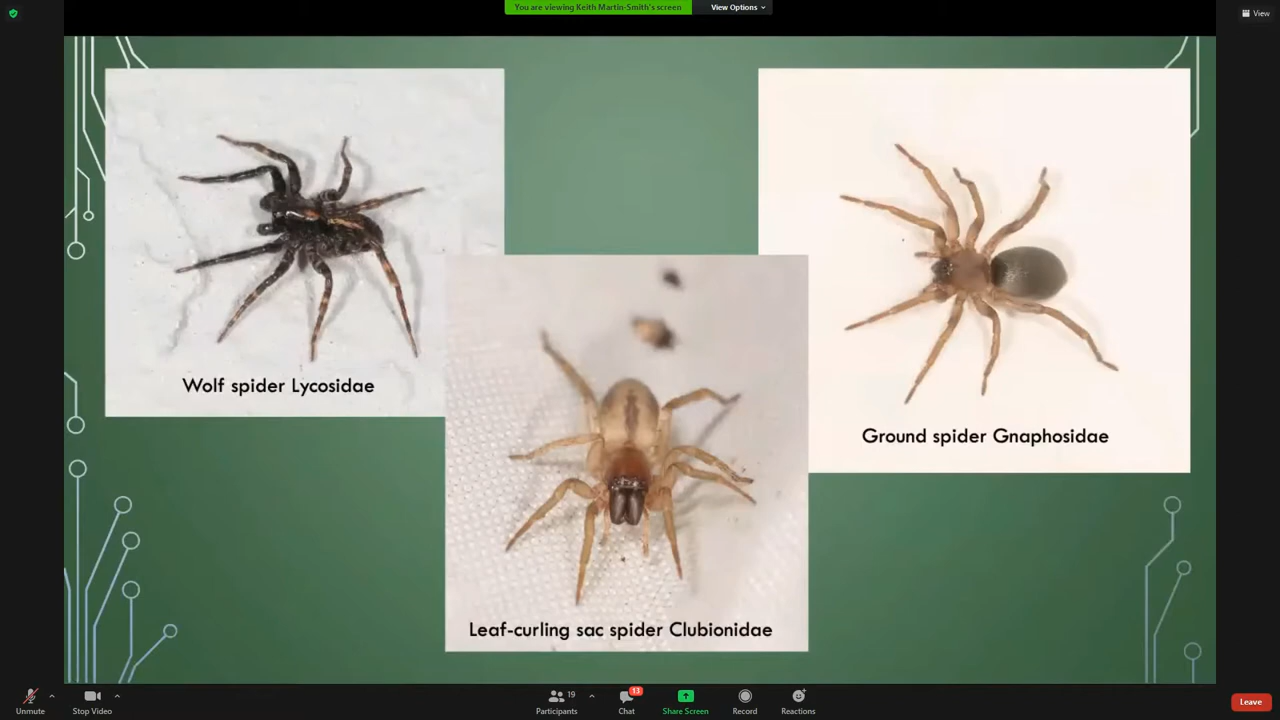 You are viewing Keith Martin-Smith's screen
View Options
View
Wolf spider Lycosidae
Ground spider Gnaphosidae
Leaf-curling sac spider Clubionidae
Unmute
Stop Video
19
Participants
13
Chat
Share Screen
Record
Reactions
Leave